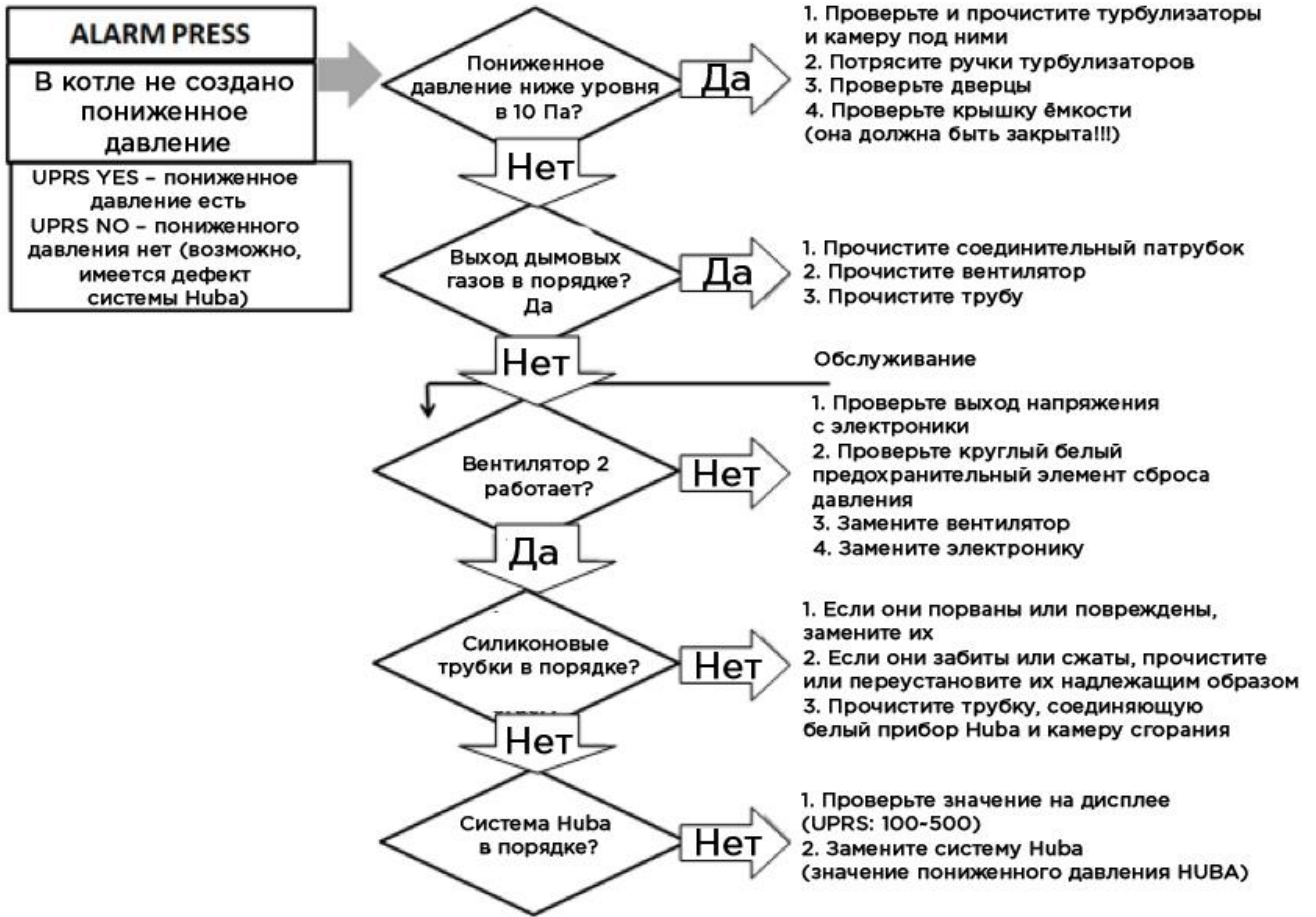 ALARM PRESS
В котле не создано
пониженное
давление
UPRS YES – пониженное
давление есть
UPRS NO – пониженного
давления нет (возможно,
имеется дефект
системы Huba)
Пониженное
давление ниже уровня
в 10 Па?
Да
1. Проверьте и прочистите турбулизаторы
и камеру под ними
2. Потрясите ручки турбулизаторов
3. Проверьте дверцы
4. Проверьте крышку ёмкости
(она должна быть закрыта!!!)
Нет
Выход дымовых
газов в порядке?
Да
Да
1. Прочистите соединительный патрубок
2. Прочистите вентилятор
3. Прочистите трубу
Нет
Обслуживание
Вентилятор 2
работает?
Нет
1. Проверьте выход напряжения
с электроники
2. Проверьте круглый белый
предохранительный элемент сброса
давления
3. Замените вентилятор
4. Замените электронику
Да
Силиконовые
трубки в порядке?
Нет
1. Если они порваны или повреждены,
замените их
2. Если они забиты или сжаты, прочистите
или переустановите их надлежащим образом
3. Прочистите трубку, соединяющую
белый прибор Huba и камеру сгорания
Нет
Система Huba
в порядке?
Нет
1. Проверьте значение на дисплее
(UPRS: 100~500)
2. Замените систему Huba
(значение пониженного давления HUBA)